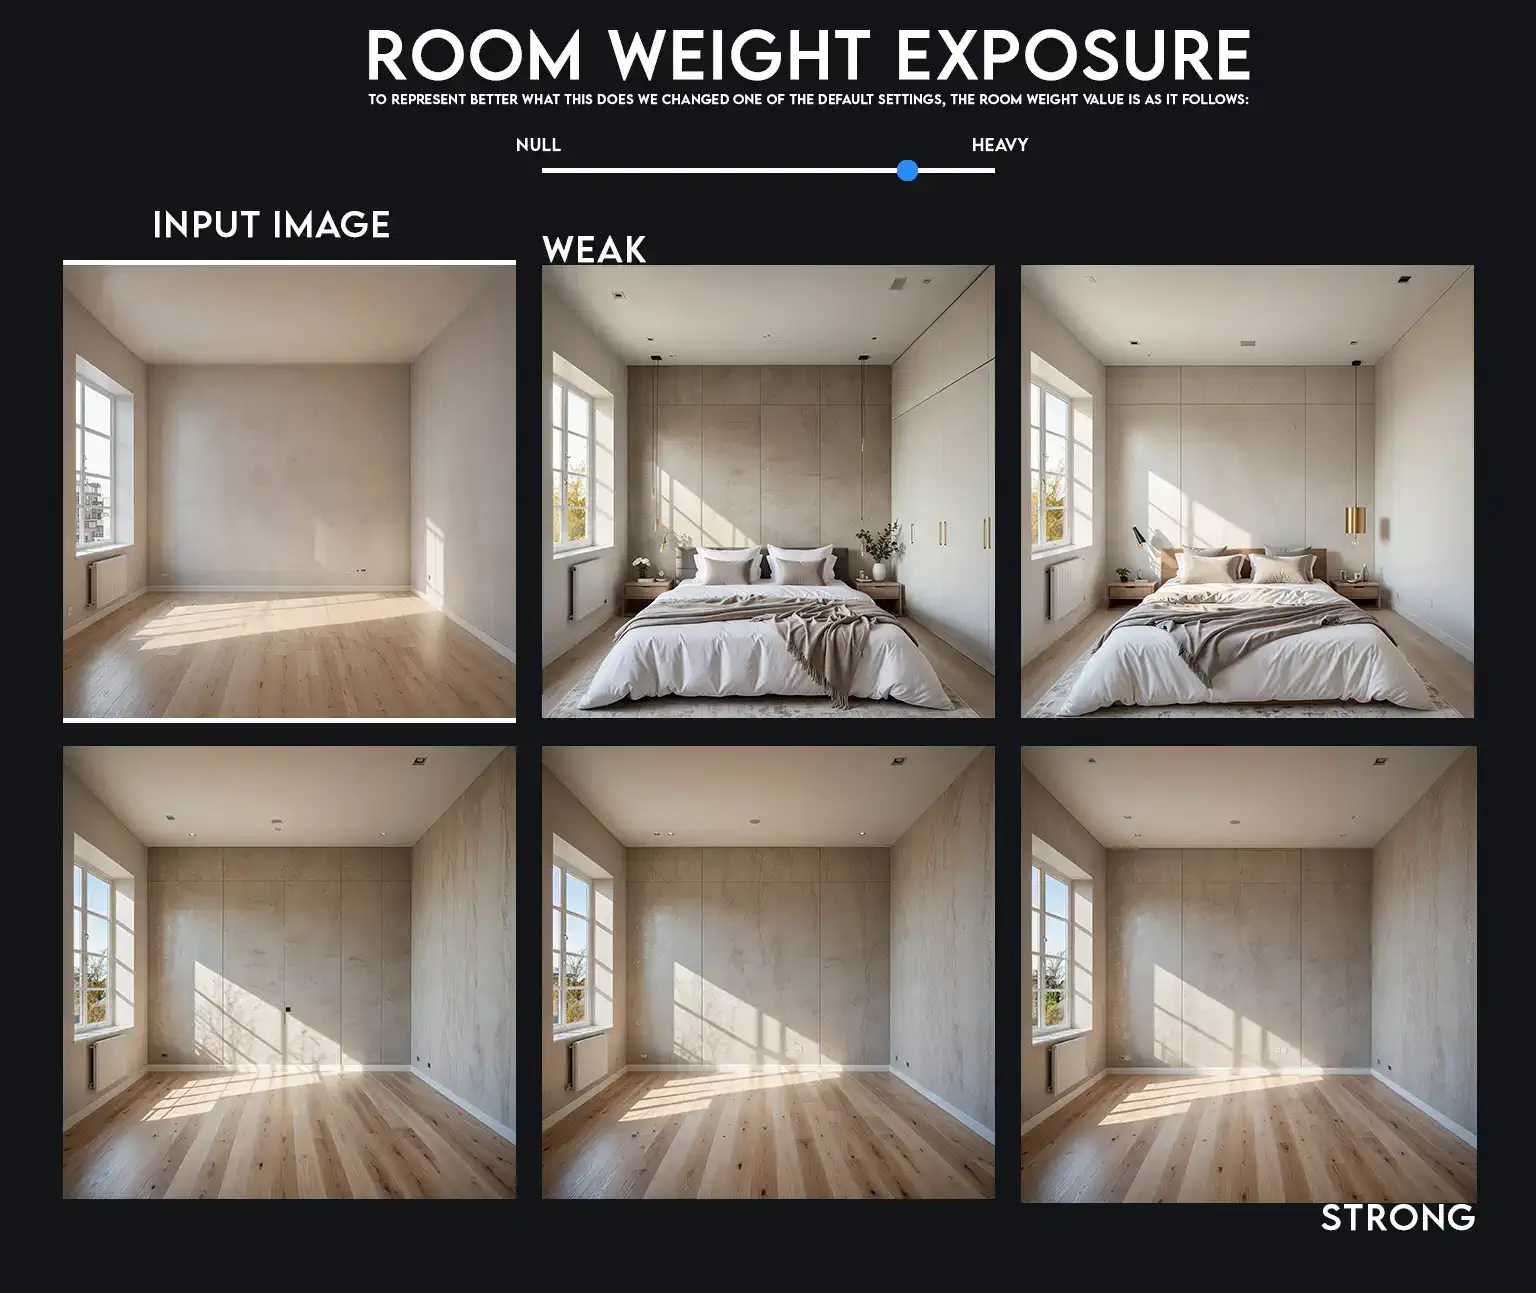 ROOM WEIGHT EXPOSURE
TO REPRESENT BETTER WHAT THIS DOES WE CHANGED ONE OF THE DEFAULT SETTINGS, THE ROOM WEIGHT VALUE IS AS IT FOLLOWS:
NULL HEAVY
INPUT IMAGE
WEAK
STRONG